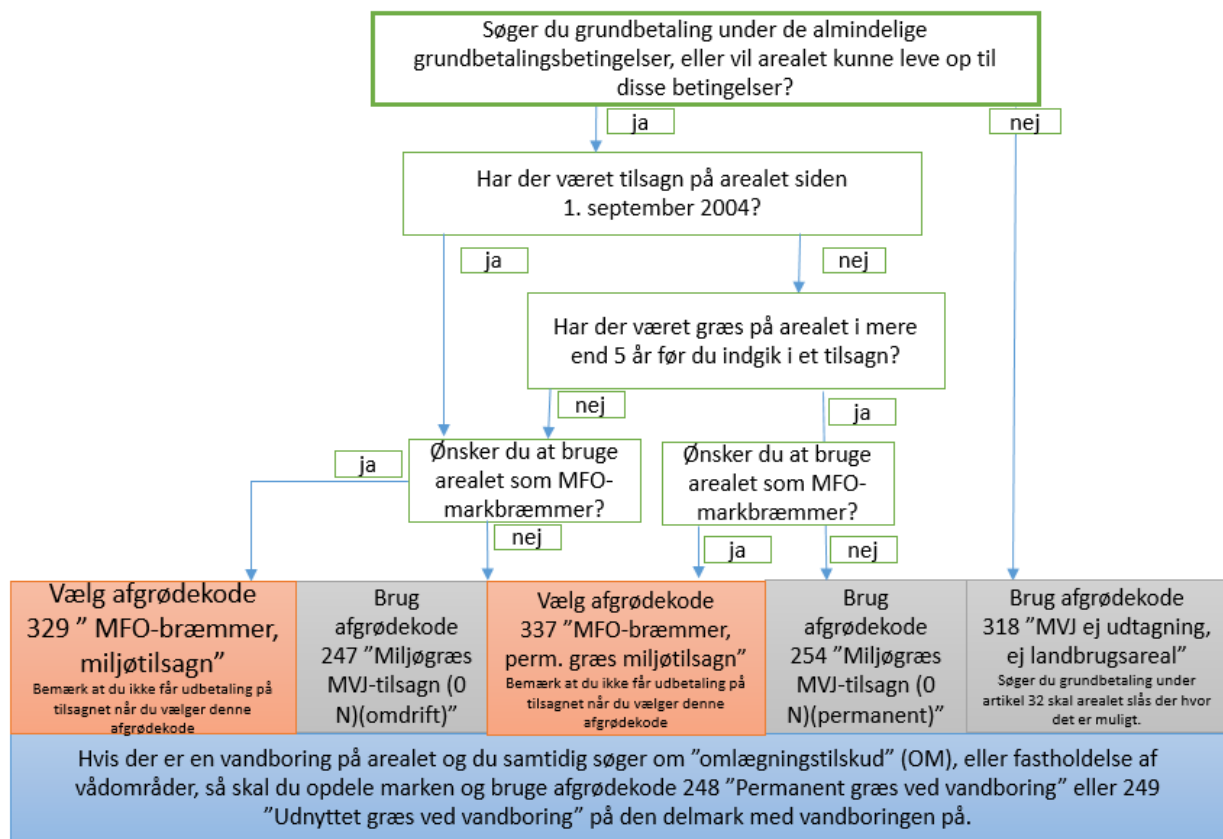 Søger du grundbetaling under de almindelige
grundbetalingsbetingelser, eller vil arealet kunne leve op til
disse betingelser?
ja
nej
Har der været tilsagn på arealet siden
1. september 2004?
ja
nej
Har der været græs på arealet i mere
end 5 år før du indgik i et tilsagn?
nej
ja
Ønsker du at bruge
arealet som MFO-
markbræmmer?
ja
nej
Ønsker du at bruge
arealet som MFO-
markbræmmer?
ja
nej
Vælg afgrødekode
329 ” MFO-bræmmer,
miljøtilsagn”
Bemærk at du ikke får udbetaling på
tilsagnet når du vælger denne
afgrødekode
Brug
afgrødekode
247 ”Miljøgræs
MVJ-tilsagn (0
N)(omdrift)”
Vælg afgrødekode
337 ”MFO-bræmmer,
perm. græs miljøtilsagn”
Bemærk at du ikke får udbetaling på
tilsagnet når du vælger denne
afgrødekode
Brug
afgrødekode
254 ”Miljøgræs
MVJ-tilsagn (0
N)(permanent)”
Brug afgrødekode
318 ”MVJ ej udtagning,
ej landbrugsareal”
Søger du grundbetaling under
artikel 32 skal arealet slås der hvor
det er muligt.
Hvis der er en vandboring på arealet og du samtidig søger om ”omlægningstilskud” (OM), eller fastholdelse af
vådområder, så skal du opdele marken og bruge afgrødekode 248 ”Permanent græs ved vandboring” eller 249
”Udnyttet græs ved vandboring” på den delmark med vandboringen på.